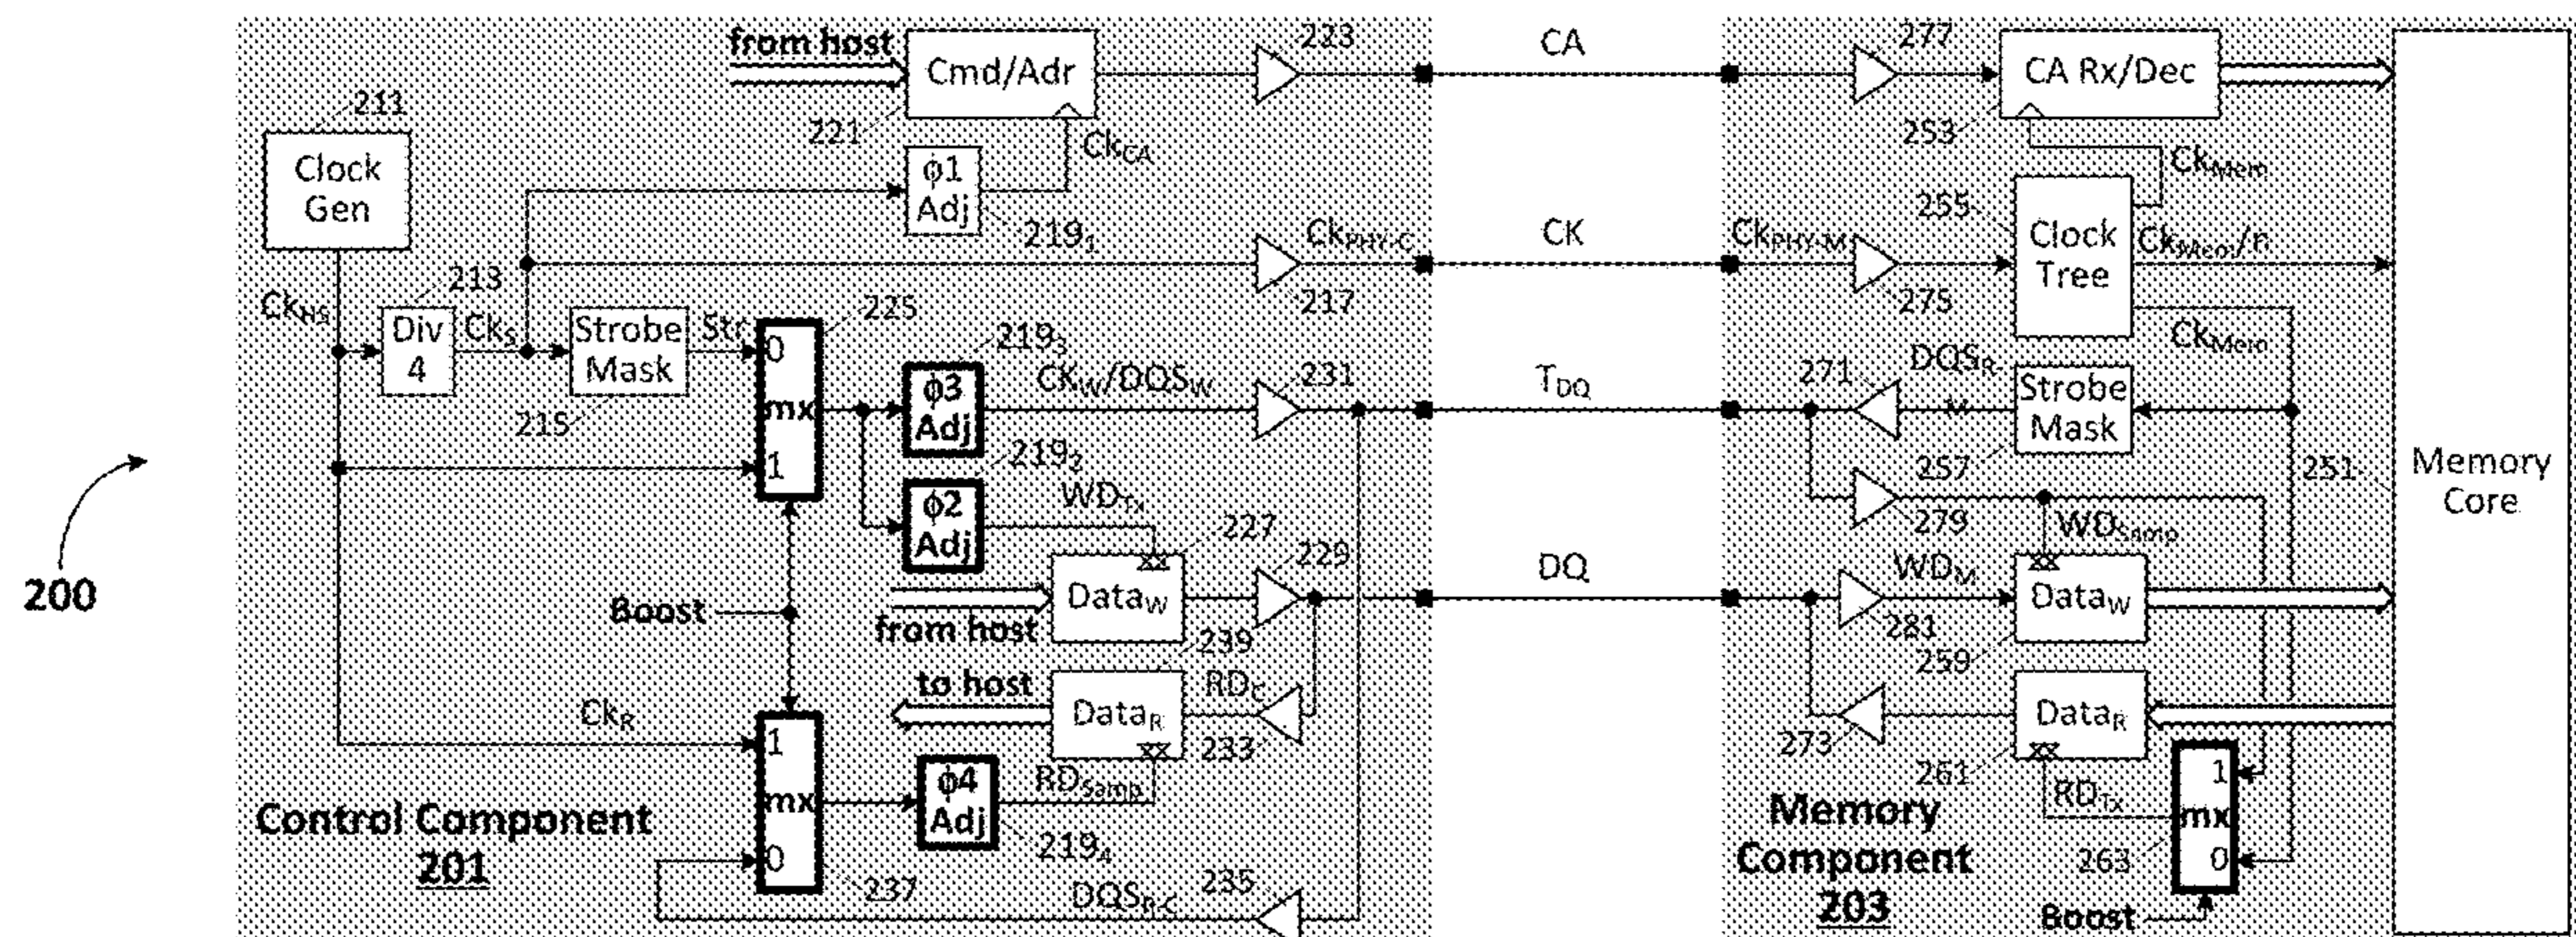 from host
Cmd/Adr
223
CA
277
CA Rx/Dec
211
221
Ck_CA
253
Ck_Mem
Clock
Gen
ϕ1
Adj
219₁
255
Clock
Tree
Ck_PHY-C
CK
Ck_PHY-M
Ck_Mem/n
217
275
Ck_HS
213
Div
4
Ck_S
Strobe
Mask
Str
225
0
mx
1
215
219₃
ϕ3
Adj
CK_W/DQS_W
231
T_DQ
271
DQS_R-M
Strobe
Mask
Ck_Mem
257
251
Memory
Core
219₂
ϕ2
Adj
WD_Tx
227
229
279
WD_Samp
200
Boost
from host
Data_W
DQ
WD_M
Data_W
281
259
239
to host
Data_R
RD_C
233
273
Data_R
261
Ck_R
1
mx
0
237
ϕ4
Adj
219₄
RD_Samp
RD_Tx
1
mx
0
263
Boost
DQS_R-C
235
Control Component
201
Memory
Component
203